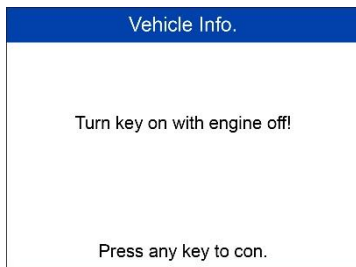 Vehicle Info.
Turn key on with engine off!
Press any key to con.